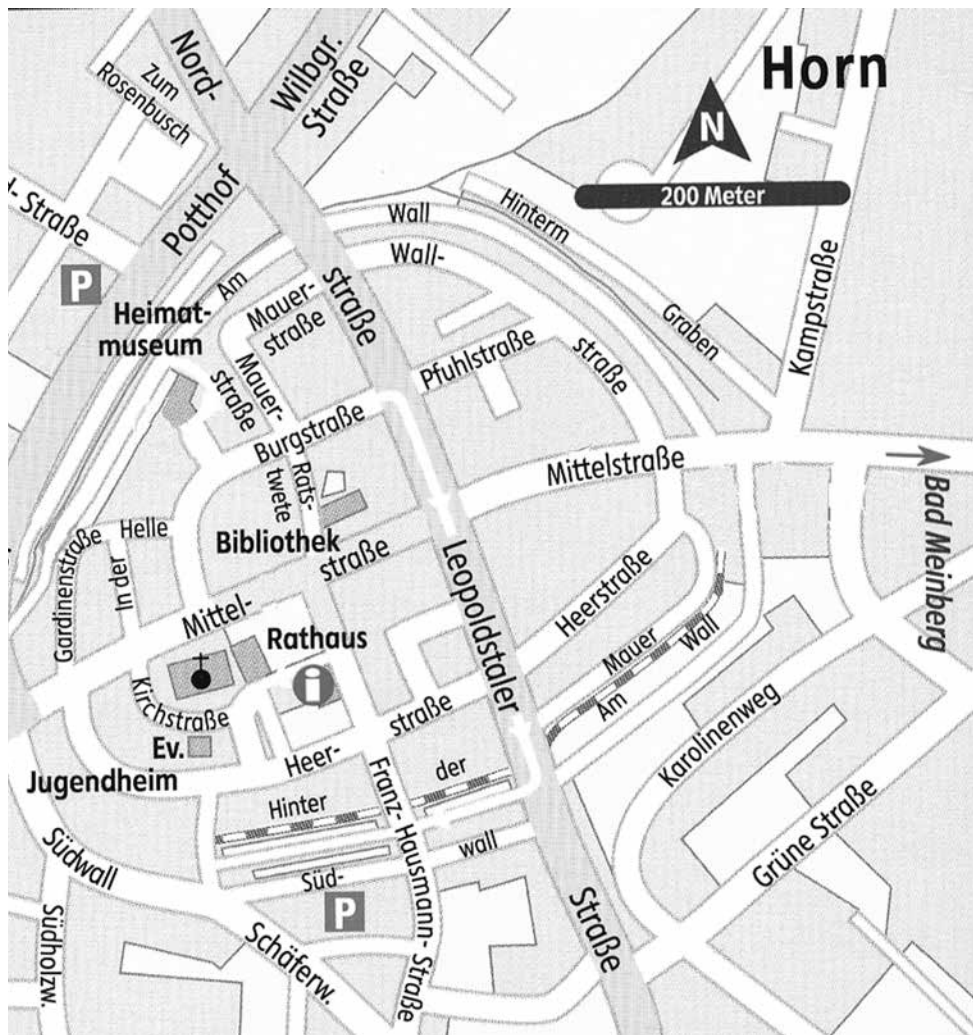 Horn
N
200 Meter
Nord-
straße
Wilbgr.
Straße
Zum
Rosenbusch
Potthof
Straße
P
Heimat-
museum
Am
Wall
Wall-
straße
Hinterm
Graben
Kampstraße
Mauer-
straße
Mauer-
straße
Pfuhlstraße
Burgstraße
Rats-
twete
Mittelstraße
Bad Meinberg
Bibliothek
Helle
In der
Gardinenstraße
Mittel-
straße
Leopoldstaler
Straße
Heerstraße
Rathaus
i
Kirchstraße
Ev.
Jugendheim
Heer-
straße
Mauer
Am
Wall
Karolinenweg
Grüne Straße
Hinter
der
Franz-Hausmann-Straße
Südwall
Süd-
wall
P
Schäferw.
Südholzw.